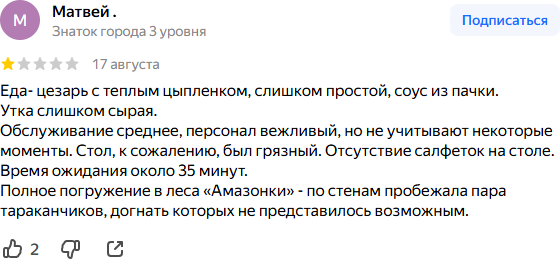 М
Матвей .
Знаток города 3 уровня
Подписаться
17 августа
Еда- цезарь с теплым цыпленком, слишком простой, соус из пачки.
Утка слишком сырая.
Обслуживание среднее, персонал вежливый, но не учитывают некоторые
моменты. Стол, к сожалению, был грязный. Отсутствие салфеток на столе.
Время ожидания около 35 минут.
Полное погружение в леса «Амазонки» - по стенам пробежала пара
тараканчиков, догнать которых не представилось возможным.
2